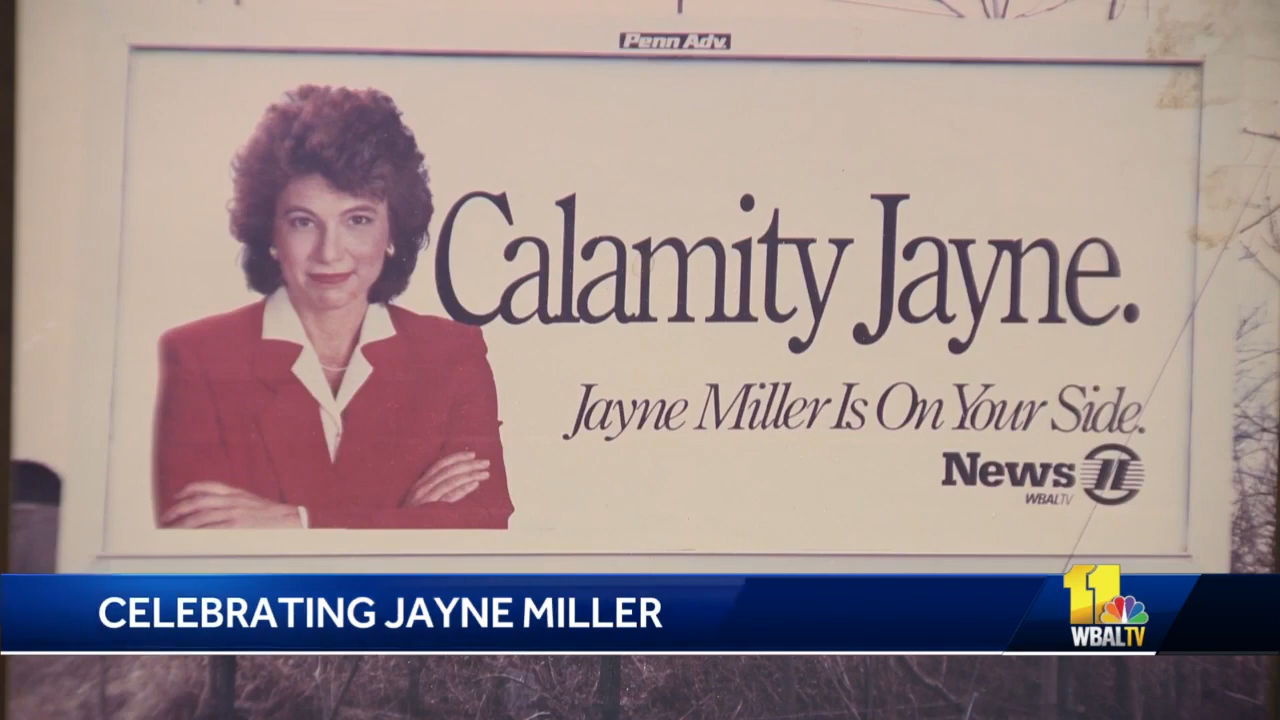 Penn Adv.
Calamity Jayne.
Jayne Miller Is On Your Side.
News 11
WBALTV
CELEBRATING JAYNE MILLER
11
WBALTV